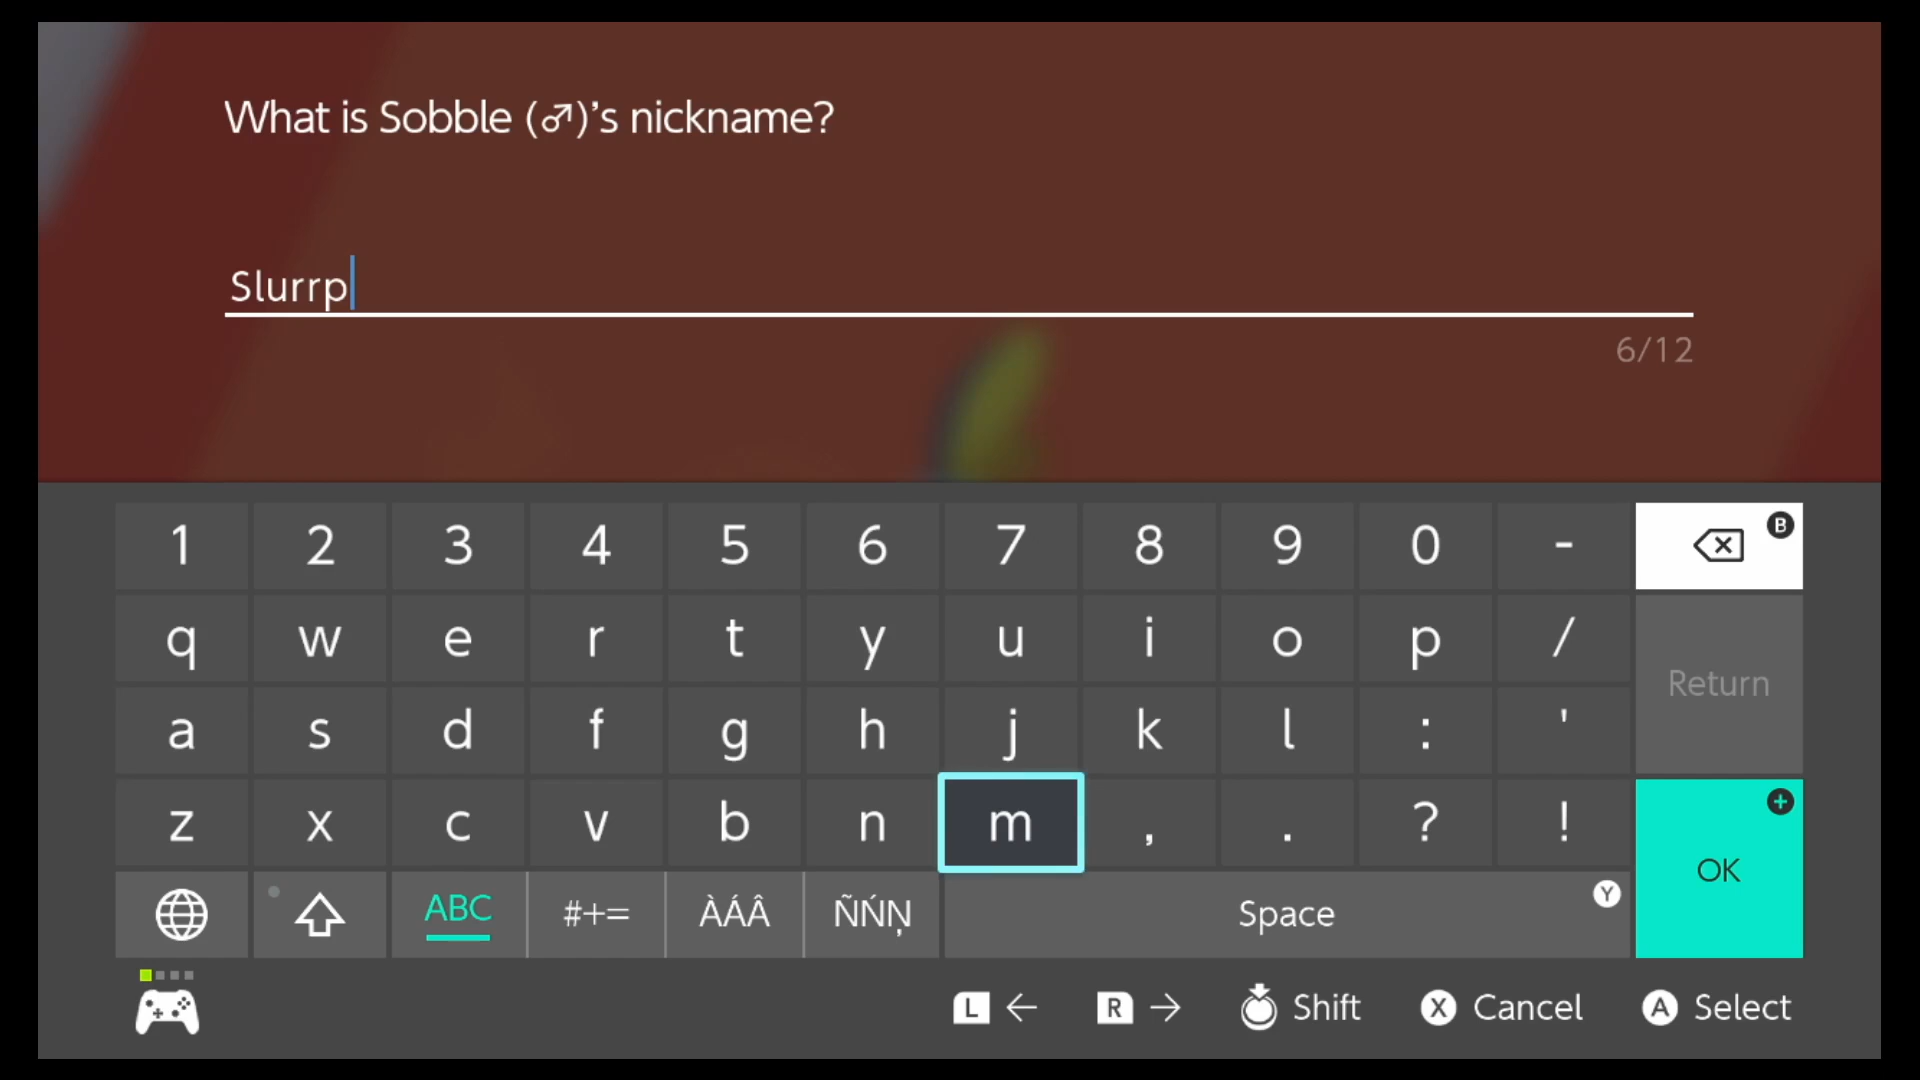 What is Sobble (♂)'s nickname?
Slurrp
6/12
1 2 3 4 5 6 7 8 9 0 - B
q w e r t y u i o p /
Return
a s d f g h j k l : '
z x c v b n m , . ? ! +
OK
ABC #+= ÀÁÂ ÑŃŅ Space Y
L ← R → Shift X Cancel A Select